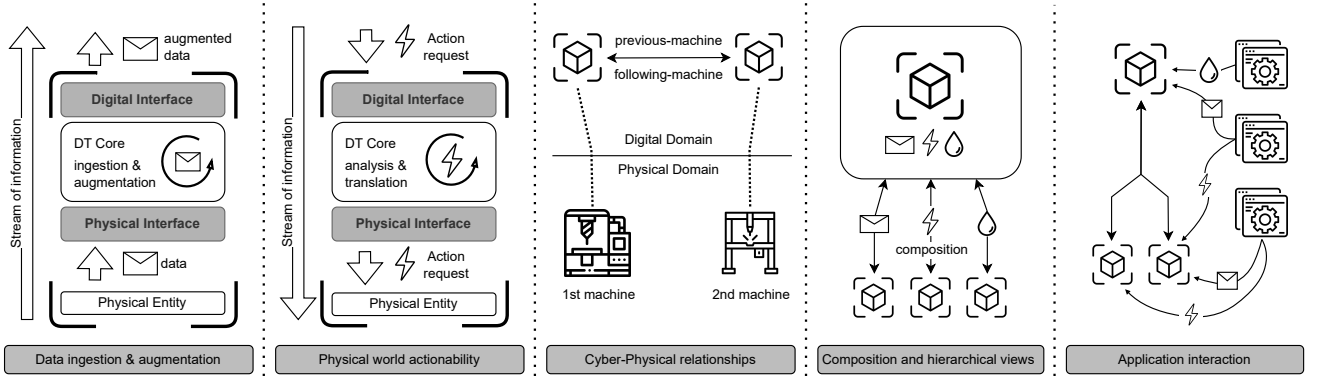 Stream of information
augmented
data
Digital Interface
DT Core
ingestion &
augmentation
Physical Interface
data
Physical Entity
Data ingestion & augmentation
Stream of information
Action
request
Digital Interface
DT Core
analysis &
translation
Physical Interface
Action
request
Physical Entity
Physical world actionability
previous-machine
following-machine
Digital Domain
Physical Domain
1st machine
2nd machine
Cyber-Physical relationships
composition
Composition and hierarchical views
Application interaction